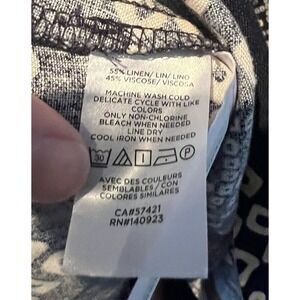 55% LINEN/ LIN/ LINO
45% VISCOSE/ VISCOSA
MACHINE WASH COLD
DELICATE CYCLE WITH LIKE
COLORS
ONLY NON-CHLORINE
BLEACH WHEN NEEDED
LINE DRY
COOL IRON WHEN NEEDED
30 P
AVEC DES COULEURS
SEMBLABLES / CON
COLORES SIMILARES
CA#57421
RN#140923